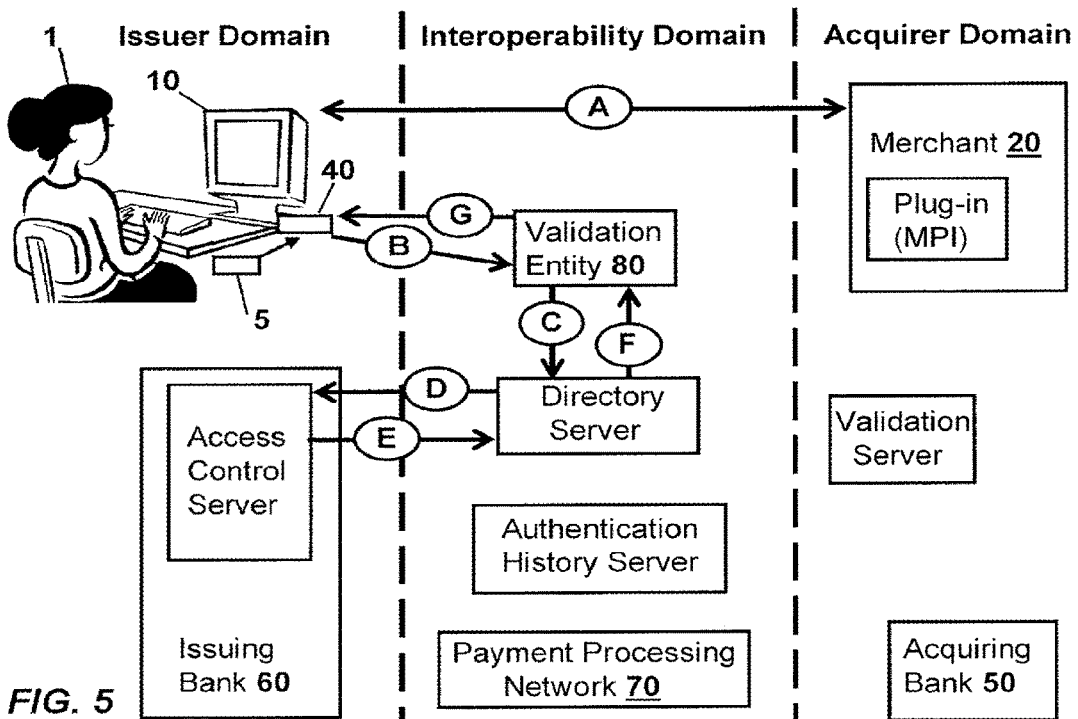 Issuer Domain
Interoperability Domain
Acquirer Domain
1
10
A
Merchant 20
Plug-in
(MPI)
40
G
B
Validation
Entity 80
5
C
F
D
E
Directory
Server
Access
Control
Server
Validation
Server
Authentication
History Server
Issuing
Bank 60
Payment Processing
Network 70
Acquiring
Bank 50
FIG. 5